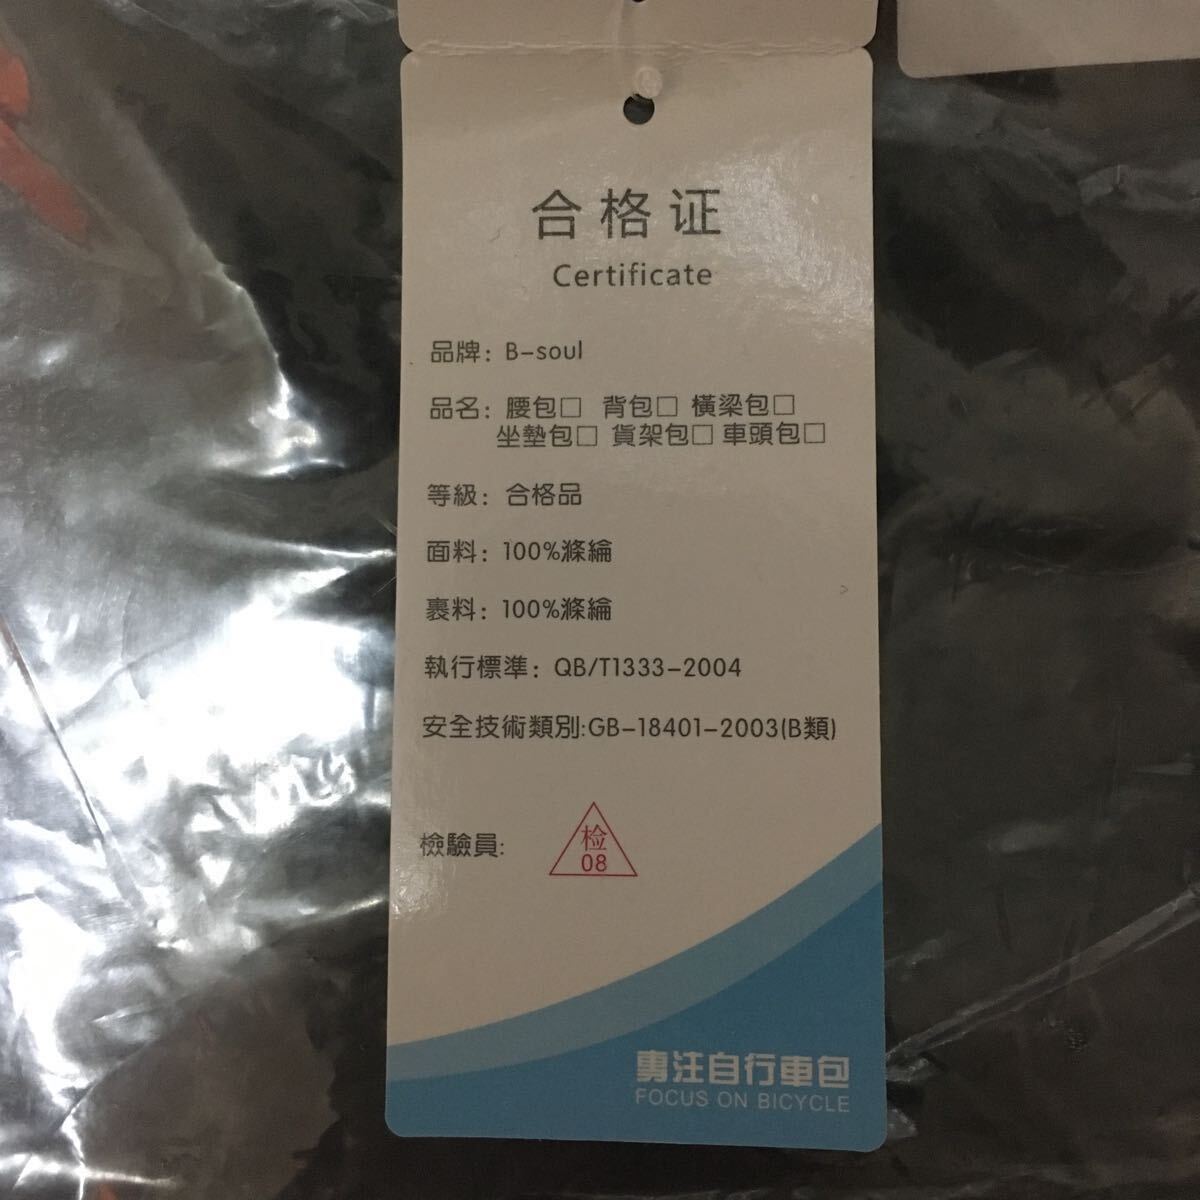 合格证
Certificate
品牌：B-soul
品名：腰包□ 背包□ 橫梁包□
坐墊包□ 貨架包□ 車頭包□
等級：合格品
面料：100%滌綸
裹料：100%滌綸
執行標準：QB/T1333-2004
安全技術類別:GB-18401-2003(B類)
檢驗員:
检
08
專注自行車包
FOCUS ON BICYCLE